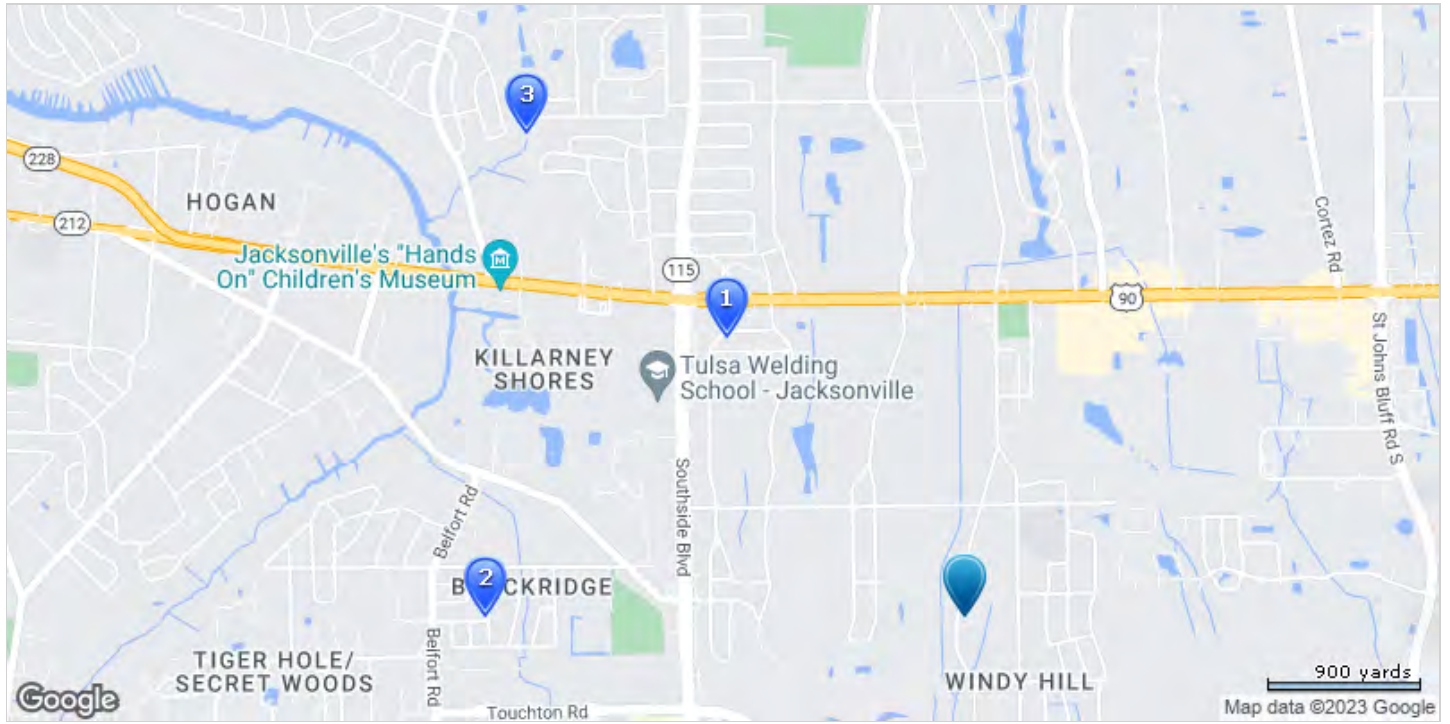 3
228
HOGAN
212
Cortez Rd
Jacksonville's "Hands
On" Children's Museum
115
1
90
KILLARNEY
SHORES
Tulsa Welding
School - Jacksonville
St Johns Bluff Rd S
Belfort Rd
Southside Blvd
2
Belfort Rd
TIGER HOLE/
SECRET WOODS
WINDY HILL
900 yards
Google
Touchton Rd
Map data ©2023 Google